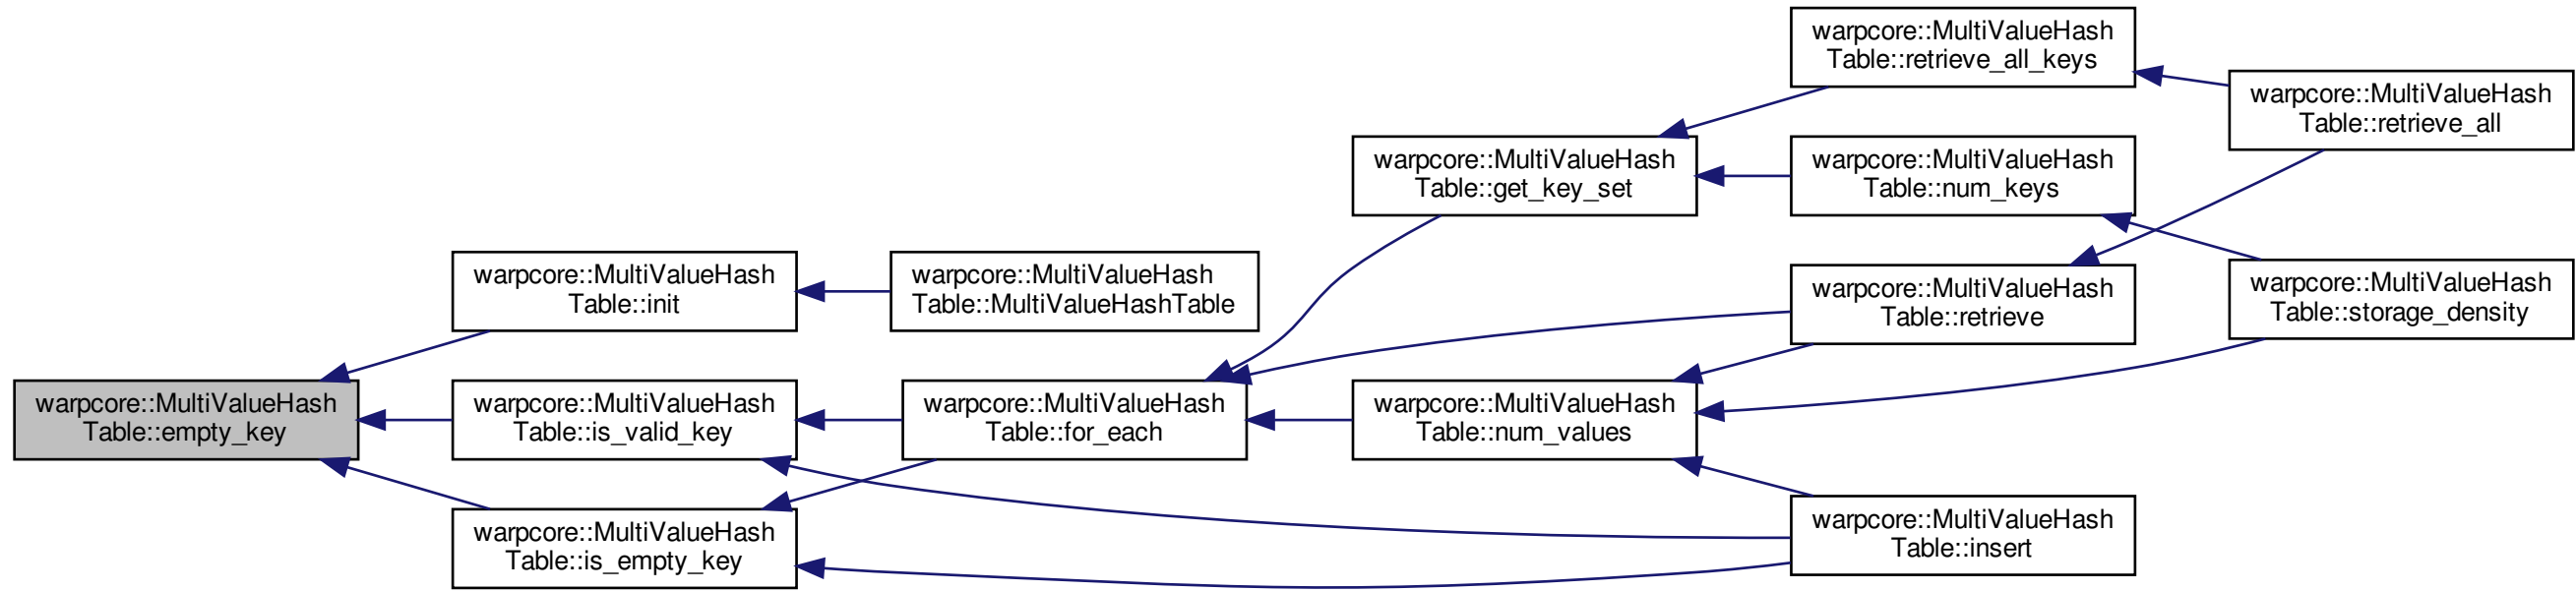 warpcore::MultiValueHash
Table::retrieve_all_keys
warpcore::MultiValueHash
Table::retrieve_all
warpcore::MultiValueHash
Table::get_key_set
warpcore::MultiValueHash
Table::num_keys
warpcore::MultiValueHash
Table::init
warpcore::MultiValueHash
Table::MultiValueHashTable
warpcore::MultiValueHash
Table::retrieve
warpcore::MultiValueHash
Table::storage_density
warpcore::MultiValueHash
Table::empty_key
warpcore::MultiValueHash
Table::is_valid_key
warpcore::MultiValueHash
Table::for_each
warpcore::MultiValueHash
Table::num_values
warpcore::MultiValueHash
Table::is_empty_key
warpcore::MultiValueHash
Table::insert